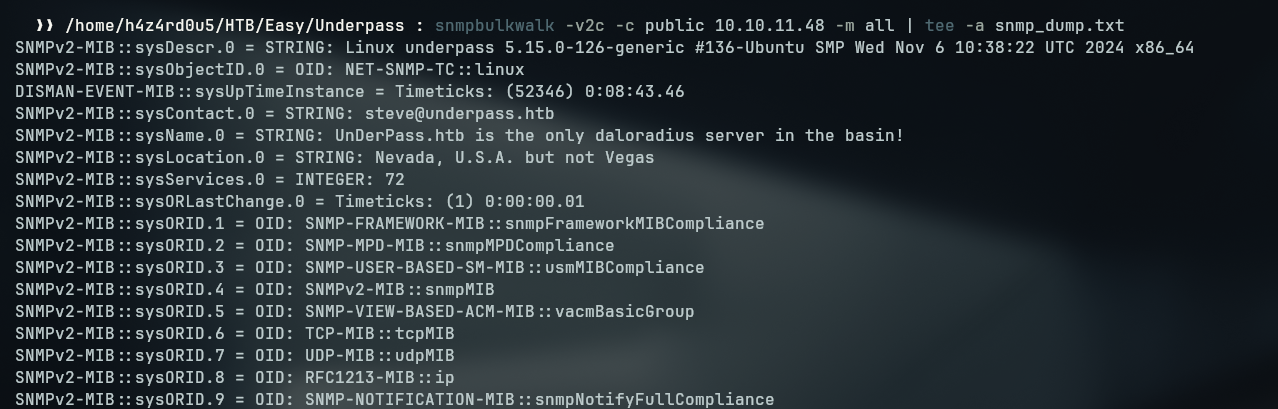 ❫❫ /home/h4z4rd0u5/HTB/Easy/Underpass : snmpbulkwalk -v2c -c public 10.10.11.48 -m all | tee -a snmp_dump.txt
SNMPv2-MIB::sysDescr.0 = STRING: Linux underpass 5.15.0-126-generic #136-Ubuntu SMP Wed Nov 6 10:38:22 UTC 2024 x86_64
SNMPv2-MIB::sysObjectID.0 = OID: NET-SNMP-TC::linux
DISMAN-EVENT-MIB::sysUpTimeInstance = Timeticks: (52346) 0:08:43.46
SNMPv2-MIB::sysContact.0 = STRING: steve@underpass.htb
SNMPv2-MIB::sysName.0 = STRING: UnDerPass.htb is the only daloradius server in the basin!
SNMPv2-MIB::sysLocation.0 = STRING: Nevada, U.S.A. but not Vegas
SNMPv2-MIB::sysServices.0 = INTEGER: 72
SNMPv2-MIB::sysORLastChange.0 = Timeticks: (1) 0:00:00.01
SNMPv2-MIB::sysORID.1 = OID: SNMP-FRAMEWORK-MIB::snmpFrameworkMIBCompliance
SNMPv2-MIB::sysORID.2 = OID: SNMP-MPD-MIB::snmpMPDCompliance
SNMPv2-MIB::sysORID.3 = OID: SNMP-USER-BASED-SM-MIB::usmMIBCompliance
SNMPv2-MIB::sysORID.4 = OID: SNMPv2-MIB::snmpMIB
SNMPv2-MIB::sysORID.5 = OID: SNMP-VIEW-BASED-ACM-MIB::vacmBasicGroup
SNMPv2-MIB::sysORID.6 = OID: TCP-MIB::tcpMIB
SNMPv2-MIB::sysORID.7 = OID: UDP-MIB::udpMIB
SNMPv2-MIB::sysORID.8 = OID: RFC1213-MIB::ip
SNMPv2-MIB::sysORID.9 = OID: SNMP-NOTIFICATION-MIB::snmpNotifyFullCompliance